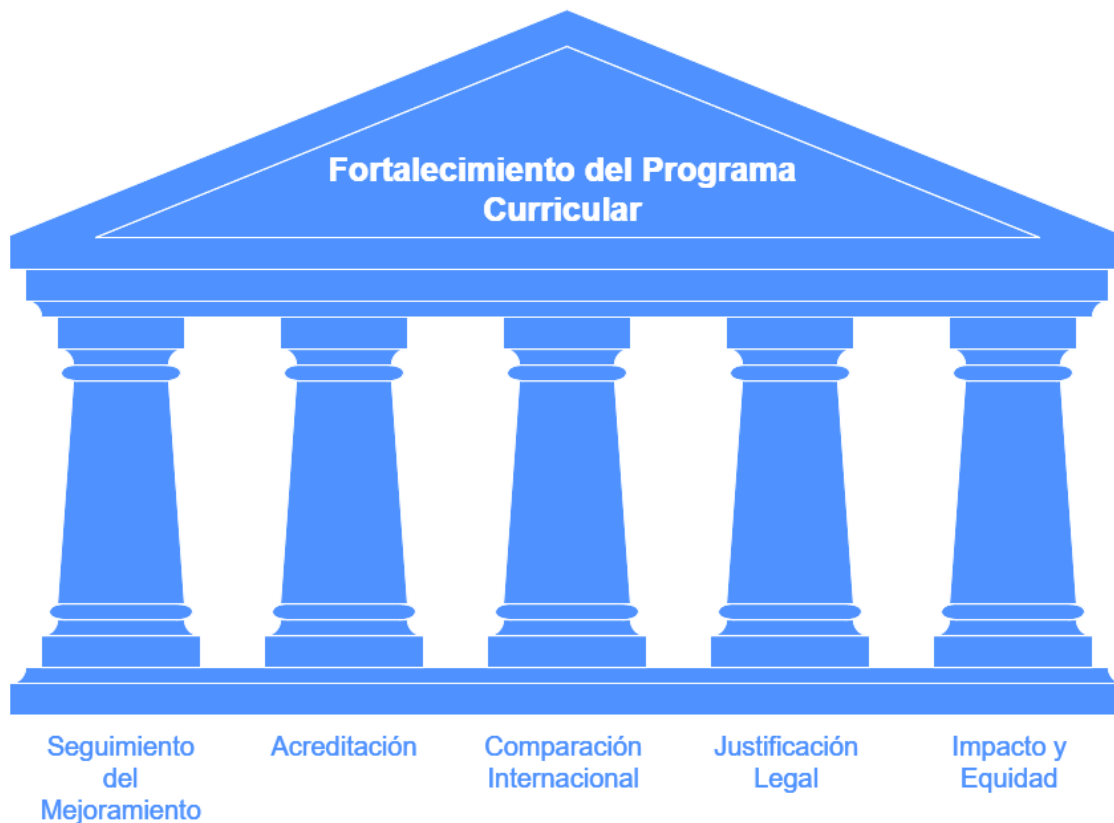 Fortalecimiento del Programa
Curricular
Seguimiento
del
Mejoramiento
Acreditación
Comparación
Internacional
Justificación
Legal
Impacto y
Equidad